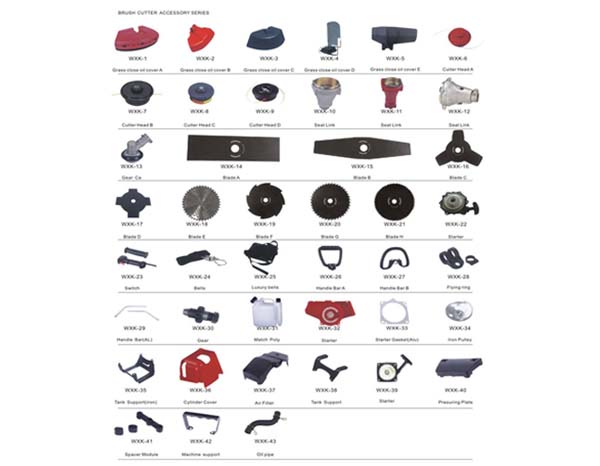 BRUSH CUTTER ACCESSORY SERIES
WXK-1 WXK-2 WXK-3 WXK-4 WXK-5 WXK-6
Grass close oil cover A Grass close oil cover B Grass close oil cover C Grass close oil cover D Grass close oil cover E Cutter Head A
WXK-7 WXK-8 WXK-9 WXK-10 WXK-11 WXK-12
Cutter Head B Cutter Head C Cutter Head D Seat Link Seat Link Seat Link
WXK-13 WXK-14 WXK-15 WXK-16
Gear Ca Blade A Blade B Blade C
WXK-17 WXK-18 WXK-19 WXK-20 WXK-21 WXK-22
Blade D Blade E Blade F Blade G Blade H Starter
WXK-23 WXK-24 WXK-25 WXK-26 WXK-27 WXK-28
Switch Belts Luxury belts Handle Bar A Handle Bar B Flying ring
WXK-29 WXK-30 WXK-31 WXK-32 WXK-33 WXK-34
Handle Bar(AL) Gear Match Poly Starter Starter Gasket(Alu) Iron Pulley
WXK-35 WXK-36 WXK-37 WXK-38 WXK-39 WXK-40
Tank Support(Iron) Cylinder Cover Air Filter Tank Support Starter Presuring Plate
WXK-41 WXK-42 WXK-43
Spacer Module Machine support Oil pipe